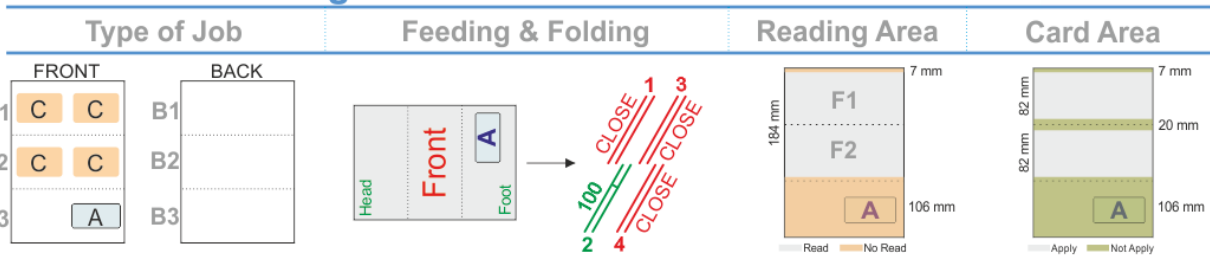 Type of Job
Feeding & Folding
Reading Area
Card Area
FRONT
BACK
1
C
C
B1
2
C
C
B2
3
A
B3
Head
Front
Foot
A
1
3
CLOSE
CLOSE
100
CLOSE
2
4
7 mm
184 mm
F1
F2
A
106 mm
Read
No Read
7 mm
82 mm
20 mm
82 mm
A
106 mm
Apply
Not Apply